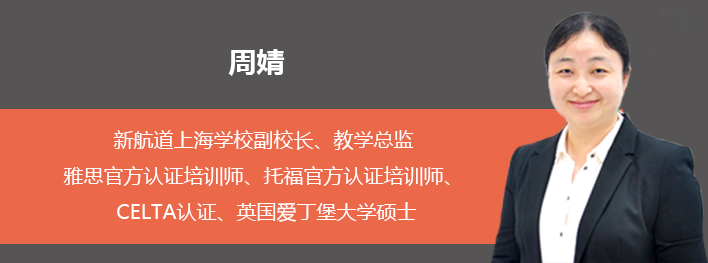 周婧
新航道上海学校副校长、教学总监
雅思官方认证培训师、托福官方认证培训师、
CELTA认证、英国爱丁堡大学硕士